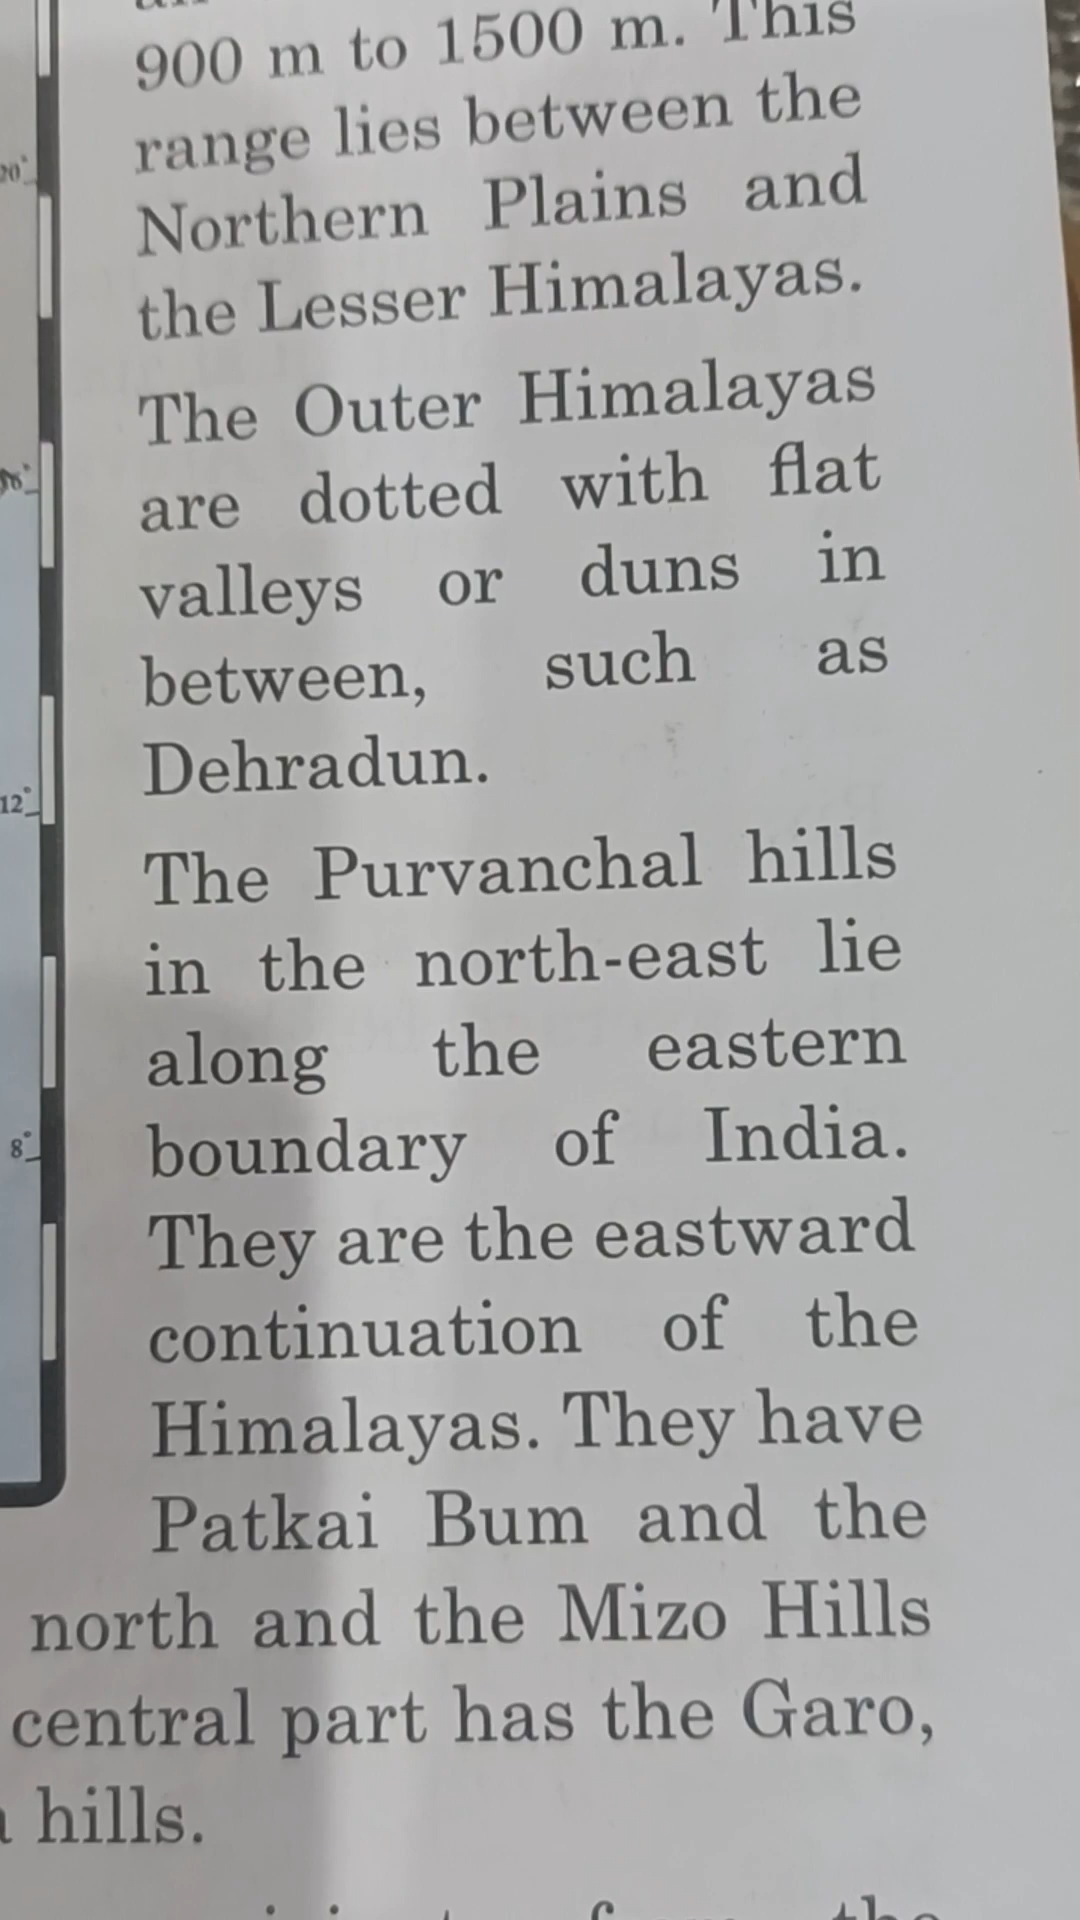 900 m to 1500 m. This
range lies between the
Northern Plains and
the Lesser Himalayas.
The Outer Himalayas
are dotted with flat
valleys or duns in
between, such as
Dehradun.
The Purvanchal hills
in the north-east lie
along the eastern
boundary of India.
They are the eastward
continuation of the
Himalayas. They have
Patkai Bum and the
north and the Mizo Hills
central part has the Garo,
hills.
20°
12°
8°